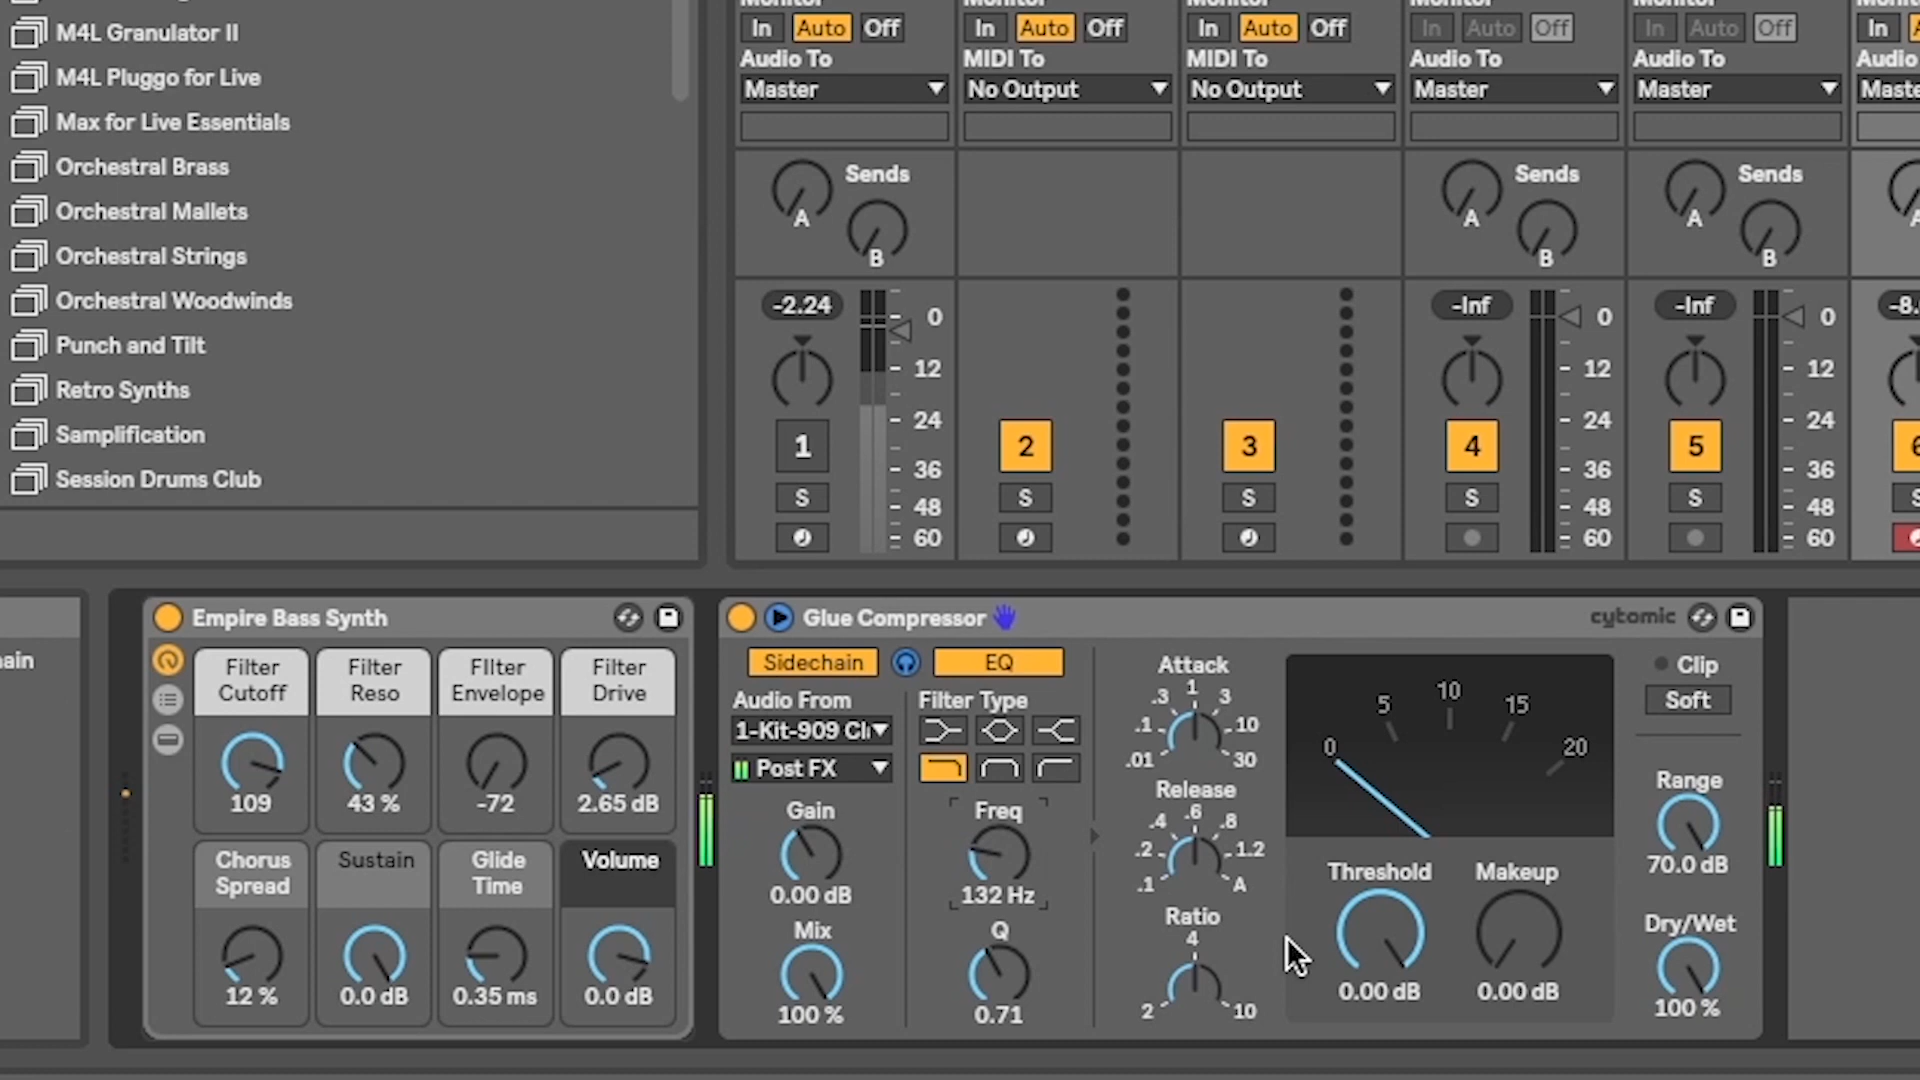 M4L Granulator II
M4L Pluggo for Live
Max for Live Essentials
Orchestral Brass
Orchestral Mallets
Orchestral Strings
Orchestral Woodwinds
Punch and Tilt
Retro Synths
Samplification
Session Drums Club
In Auto Off
Audio To
Master
Sends
A
B
-2.24
0
12
24
36
48
60
1
S
In Auto Off
MIDI To
No Output
2
S
In Auto Off
MIDI To
No Output
3
S
In Auto Off
Audio To
Master
Sends
A
B
-Inf
0
12
24
36
48
60
4
S
In Auto Off
Audio To
Master
Sends
A
B
-Inf
0
12
24
36
48
60
5
S
In
Audio
-8.
Empire Bass Synth
Filter Cutoff
109
Filter Reso
43 %
FIlter Envelope
-72
Filter Drive
2.65 dB
Chorus Spread
12 %
Sustain
0.0 dB
Glide Time
0.35 ms
Volume
0.0 dB
Glue Compressor
cytomic
Sidechain
EQ
Audio From
1-Kit-909 Cl
Post FX
Gain
0.00 dB
Mix
100 %
Filter Type
Freq
132 Hz
Q
0.71
Attack
.01 .1 .3 1 3 10 30
Release
.1 .2 .4 .6 .8 1.2 A
Ratio
2 4 10
0 5 10 15 20
Threshold
0.00 dB
Makeup
0.00 dB
Clip
Soft
Range
70.0 dB
Dry/Wet
100 %